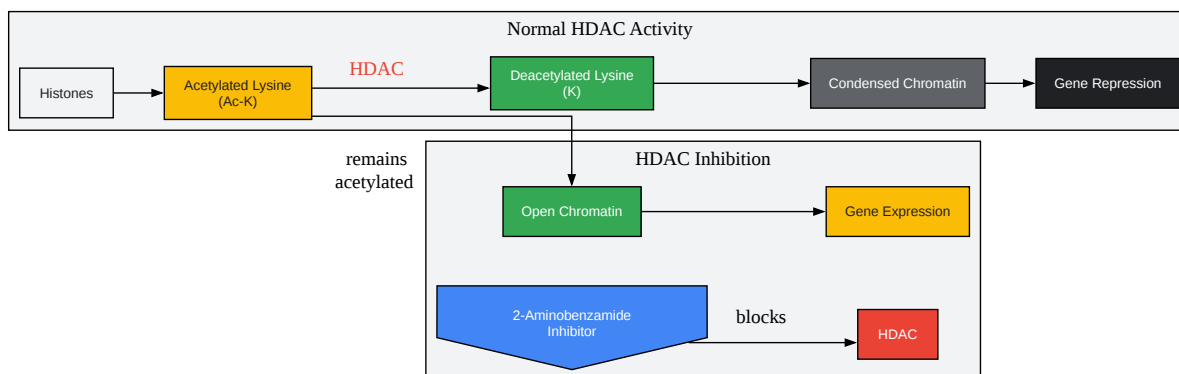 Normal HDAC Activity
Histones
Acetylated Lysine
(Ac-K)
HDAC
Deacetylated Lysine
(K)
Condensed Chromatin
Gene Repression
remains
acetylated
HDAC Inhibition
Open Chromatin
Gene Expression
2-Aminobenzamide
Inhibitor
blocks
HDAC